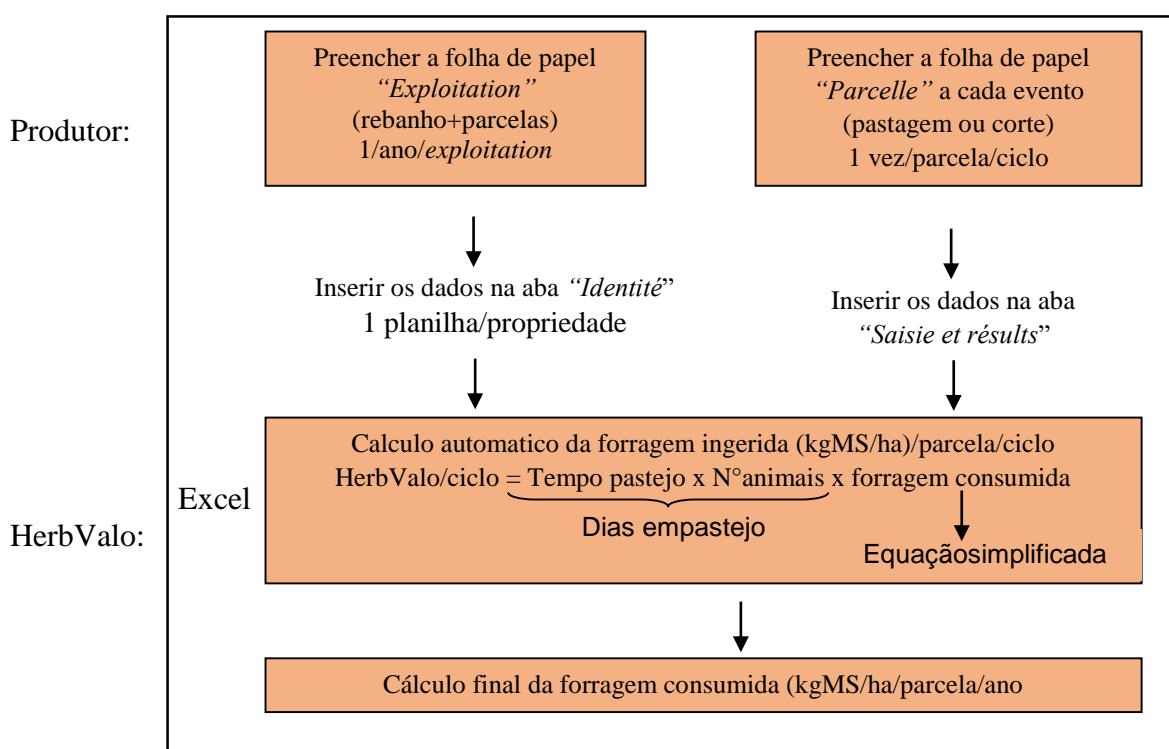 Produtor:
Preencher a folha de papel
“Exploitation”
(rebanho+parcelas)
1/ano/exploitation
Preencher a folha de papel
“Parcelle” a cada evento
(pastagem ou corte)
1 vez/parcela/ciclo
Inserir os dados na aba “Identité”
1 planilha/propriedade
Inserir os dados na aba
“Saisie et résults”
HerbValo:
Excel
Calculo automatico da forragem ingerida (kgMS/ha)/parcela/ciclo
HerbValo/ciclo = Tempo pastejo x N°animais x forragem consumida
Dias empastejo
Equaçãosimplificada
Cálculo final da forragem consumida (kgMS/ha/parcela/ano